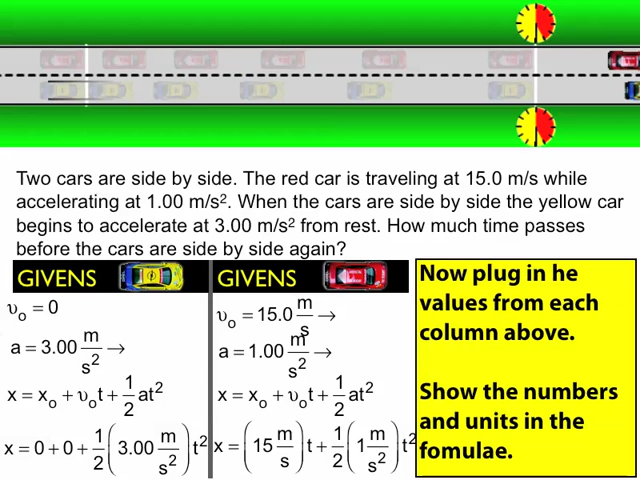 Two cars are side by side. The red car is traveling at 15.0 m/s while
accelerating at 1.00 m/s². When the cars are side by side the yellow car
begins to accelerate at 3.00 m/s² from rest. How much time passes
before the cars are side by side again?
GIVENS
υₒ = 0
a = 3.00 m/s² →
x = xₒ + υₒt + 1/2 at²
x = 0 + 0 + 1/2 (3.00 m/s²) t²
GIVENS
υₒ = 15.0 m/s →
a = 1.00 m/s² →
x = xₒ + υₒt + 1/2 at²
x = (15 m/s) t + 1/2 (1 m/s²) t²
Now plug in he
values from each
column above.
Show the numbers
and units in the
fomulae.